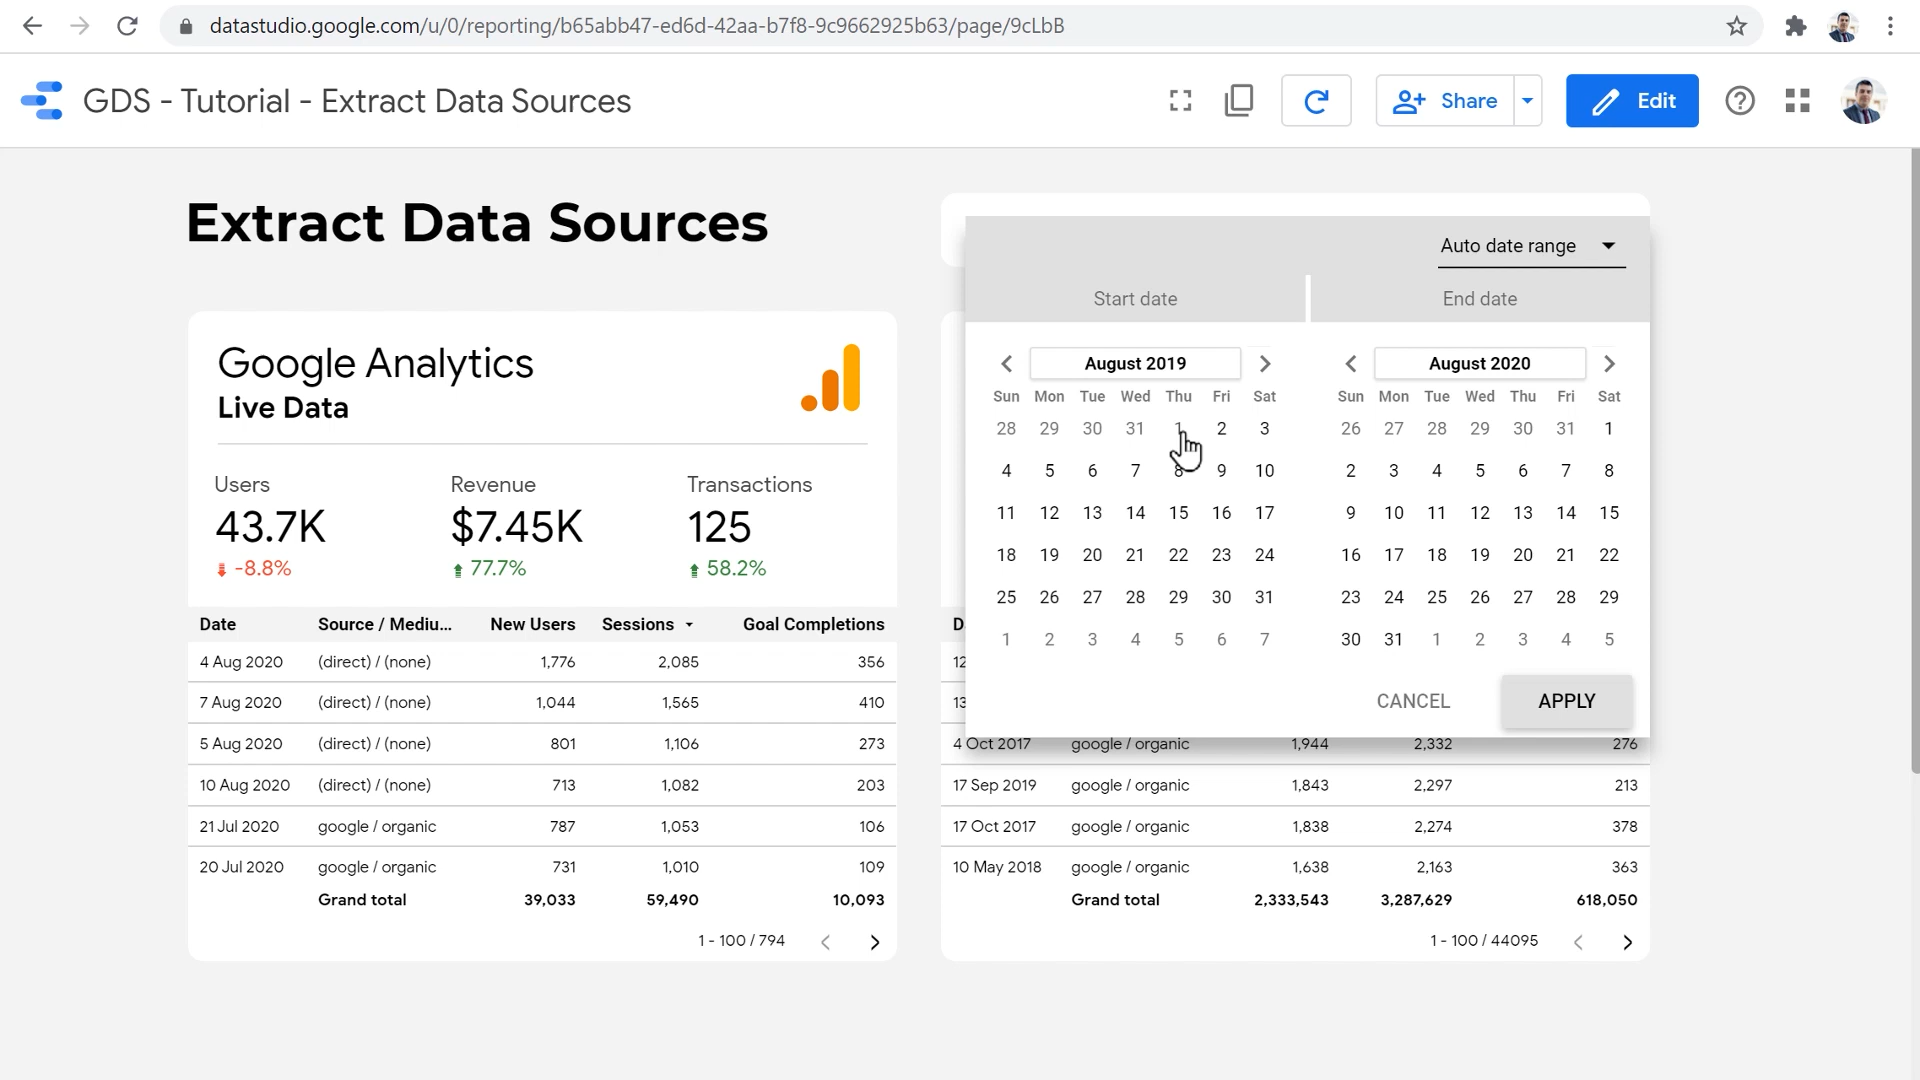 datastudio.google.com/u/0/reporting/b65abb47-ed6d-42aa-b7f8-9c9662925b63/page/9cLbB
GDS - Tutorial - Extract Data Sources
Share
Edit
Extract Data Sources
Google Analytics
Live Data
Users Revenue Transactions
43.7K $7.45K 125
-8.8% 77.7% 58.2%
Date Source / Mediu... New Users Sessions Goal Completions
4 Aug 2020 (direct) / (none) 1,776 2,085 356
7 Aug 2020 (direct) / (none) 1,044 1,565 410
5 Aug 2020 (direct) / (none) 801 1,106 273
10 Aug 2020 (direct) / (none) 713 1,082 203
21 Jul 2020 google / organic 787 1,053 106
20 Jul 2020 google / organic 731 1,010 109
Grand total 39,033 59,490 10,093
1 - 100 / 794
Auto date range
Start date End date
August 2019
Sun Mon Tue Wed Thu Fri Sat
28 29 30 31 1 2 3
4 5 6 7 8 9 10
11 12 13 14 15 16 17
18 19 20 21 22 23 24
25 26 27 28 29 30 31
1 2 3 4 5 6 7
August 2020
Sun Mon Tue Wed Thu Fri Sat
26 27 28 29 30 31 1
2 3 4 5 6 7 8
9 10 11 12 13 14 15
16 17 18 19 20 21 22
23 24 25 26 27 28 29
30 31 1 2 3 4 5
CANCEL APPLY
D
12
13
4 Oct 2017 google / organic 1,944 2,332 276
17 Sep 2019 google / organic 1,843 2,297 213
17 Oct 2017 google / organic 1,838 2,274 378
10 May 2018 google / organic 1,638 2,163 363
Grand total 2,333,543 3,287,629 618,050
1 - 100 / 44095